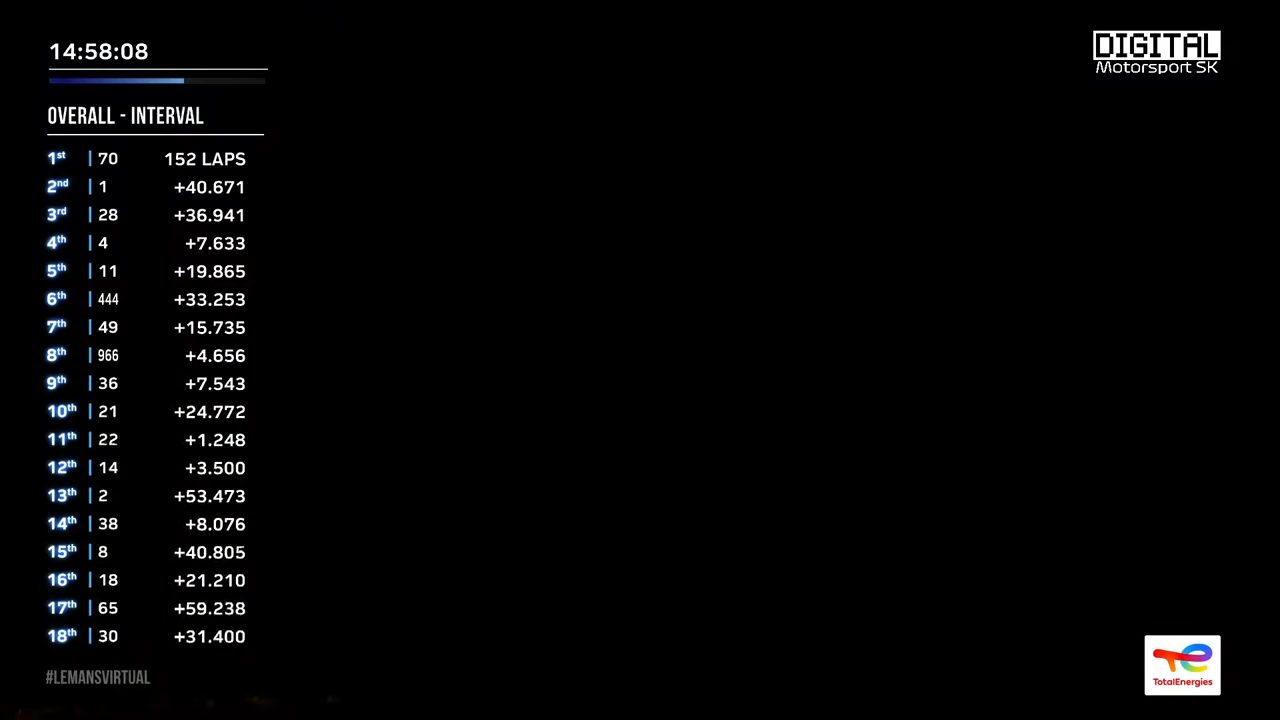 14:58:08
DIGITAL
Motorsport SK
OVERALL - INTERVAL
1st 70 152 LAPS
2nd 1 +40.671
3rd 28 +36.941
4th 4 +7.633
5th 11 +19.865
6th 444 +33.253
7th 49 +15.735
8th 966 +4.656
9th 36 +7.543
10th 21 +24.772
11th 22 +1.248
12th 14 +3.500
13th 2 +53.473
14th 38 +8.076
15th 8 +40.805
16th 18 +21.210
17th 65 +59.238
18th 30 +31.400
#LEMANSVIRTUAL
TotalEnergies